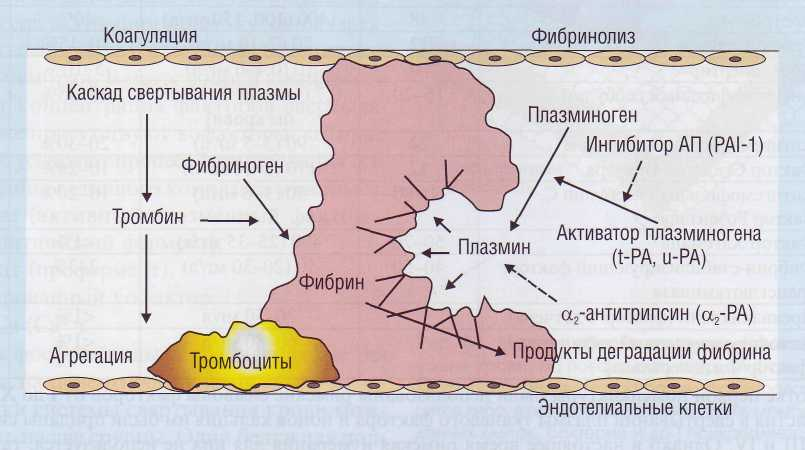 Коагуляция
Фибринолиз
Каскад свертывания плазмы
Плазминоген
Ингибитор АП (PAI-1)
Фибриноген
Тромбин
Активатор плазминогена
(t-PA, u-PA)
Плазмин
Фибрин
α₂-антитрипсин (α₂-PA)
Агрегация
Тромбоциты
Продукты деградации фибрина
Эндотелиальные клетки